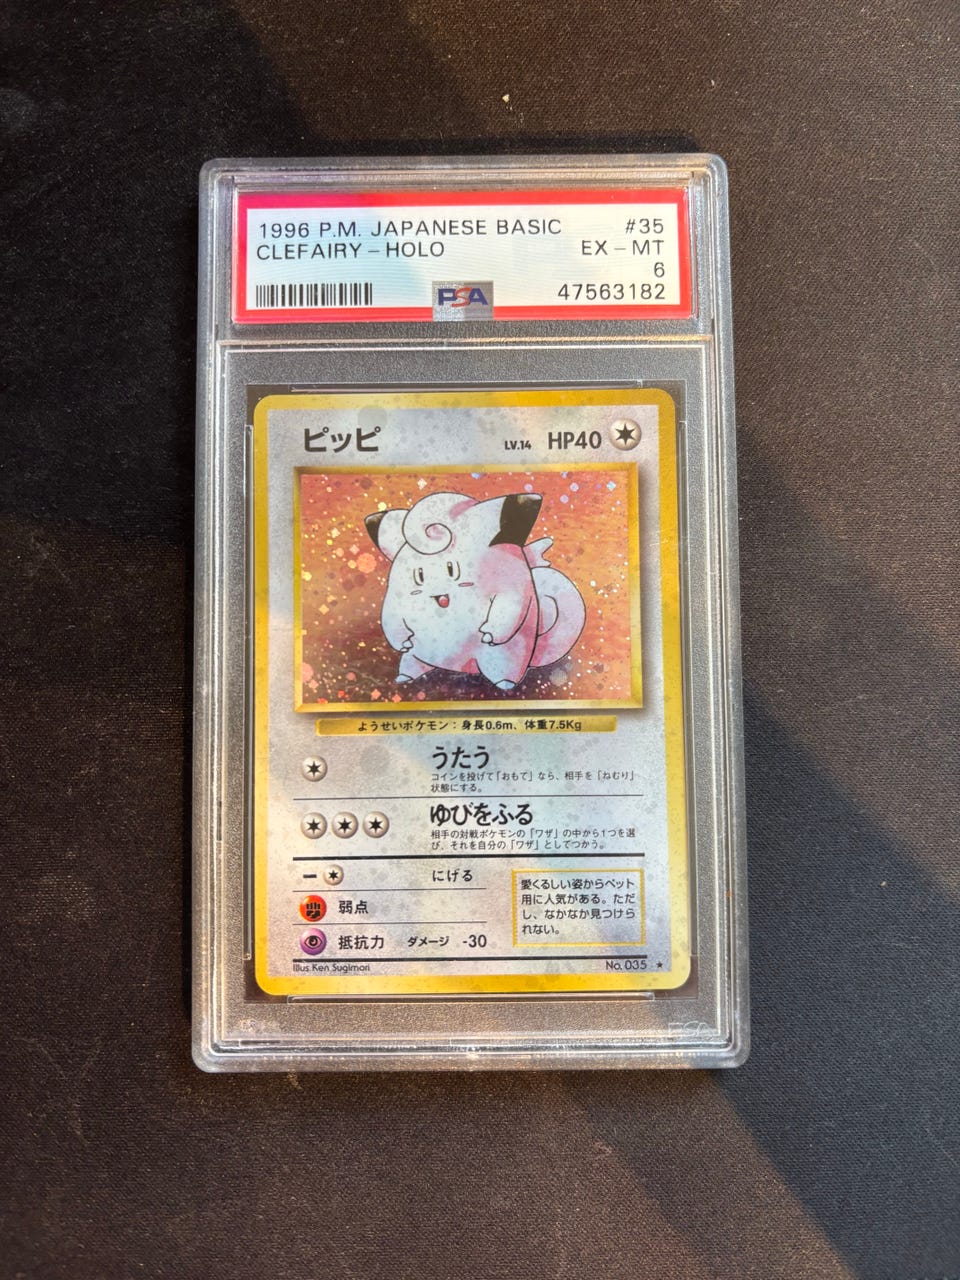 1996 P.M. JAPANESE BASIC #35
CLEFAIRY - HOLO EX - MT
6
PSA 47563182
ピッピ LV.14 HP40
ようせいポケモン：身長0.6m、体重7.5Kg
うたう
コインを投げて「おもて」なら、相手を「ねむり」
状態にする。
ゆびをふる
相手の対戦ポケモンの「ワザ」の中から1つを選
び、それを自分の「ワザ」としてつかう。
にげる
弱点
抵抗力 ダメージ -30
愛くるしい姿からペット
用に人気がある。ただ
し、なかなか見つけら
れない。
Illus. Ken Sugimori No. 035 ★